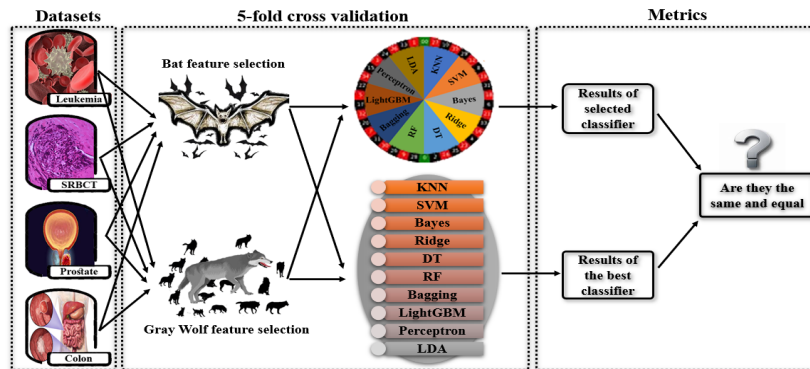 Datasets
5-fold cross validation
Metrics
Leukemia
SRBCT
Prostate
Colon
Bat feature selection
Gray Wolf feature selection
LDA
KNN
SVM
Bayes
Ridge
DT
RF
Bagging
LightGBM
Perceptron
KNN
SVM
Bayes
Ridge
DT
RF
Bagging
LightGBM
Perceptron
LDA
Results of
selected
classifier
Results of
the best
classifier
?
Are they the
same and equal